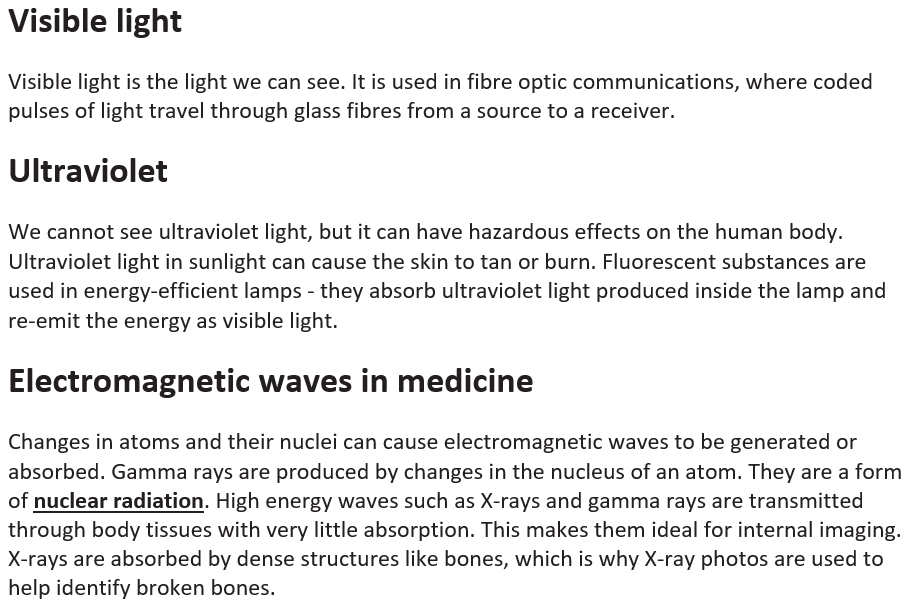 Visible light
Visible light is the light we can see. It is used in fibre optic communications, where coded
pulses of light travel through glass fibres from a source to a receiver.
Ultraviolet
We cannot see ultraviolet light, but it can have hazardous effects on the human body.
Ultraviolet light in sunlight can cause the skin to tan or burn. Fluorescent substances are
used in energy-efficient lamps - they absorb ultraviolet light produced inside the lamp and
re-emit the energy as visible light.
Electromagnetic waves in medicine
Changes in atoms and their nuclei can cause electromagnetic waves to be generated or
absorbed. Gamma rays are produced by changes in the nucleus of an atom. They are a form
of nuclear radiation. High energy waves such as X-rays and gamma rays are transmitted
through body tissues with very little absorption. This makes them ideal for internal imaging.
X-rays are absorbed by dense structures like bones, which is why X-ray photos are used to
help identify broken bones.